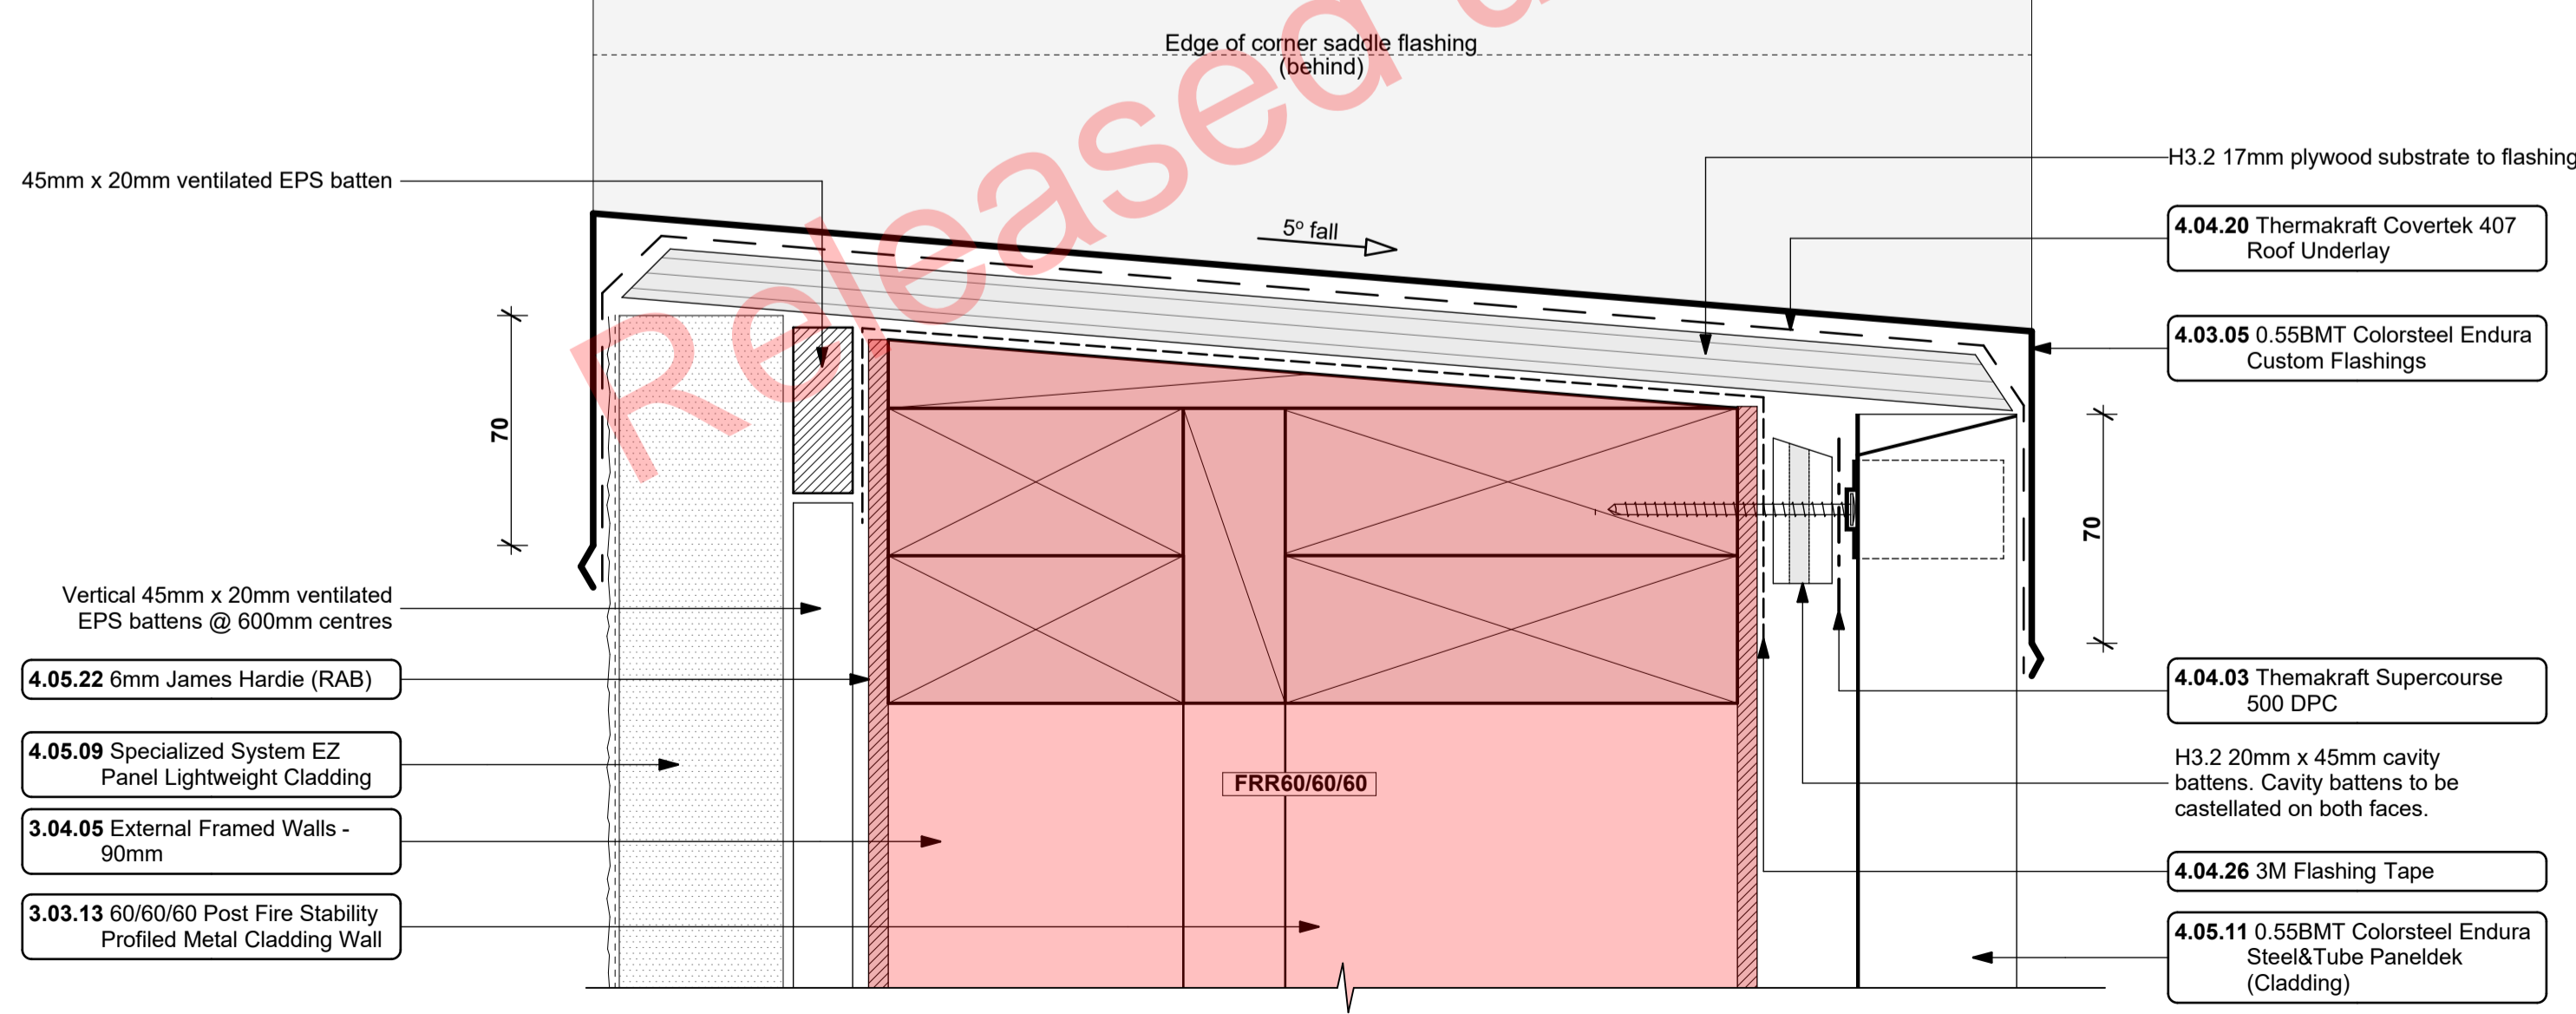 Released
Edge of corner saddle flashing
(behind)
5º fall
45mm x 20mm ventilated EPS batten
70
Vertical 45mm x 20mm ventilated
EPS battens @ 600mm centres
4.05.22 6mm James Hardie (RAB)
4.05.09 Specialized System EZ
Panel Lightweight Cladding
3.04.05 External Framed Walls -
90mm
3.03.13 60/60/60 Post Fire Stability
Profiled Metal Cladding Wall
FRR60/60/60
H3.2 17mm plywood substrate to flashing
4.04.20 Thermakraft Covertek 407
Roof Underlay
4.03.05 0.55BMT Colorsteel Endura
Custom Flashings
70
4.04.03 Themakraft Supercourse
500 DPC
H3.2 20mm x 45mm cavity
battens. Cavity battens to be
castellated on both faces.
4.04.26 3M Flashing Tape
4.05.11 0.55BMT Colorsteel Endura
Steel&Tube Paneldek
(Cladding)